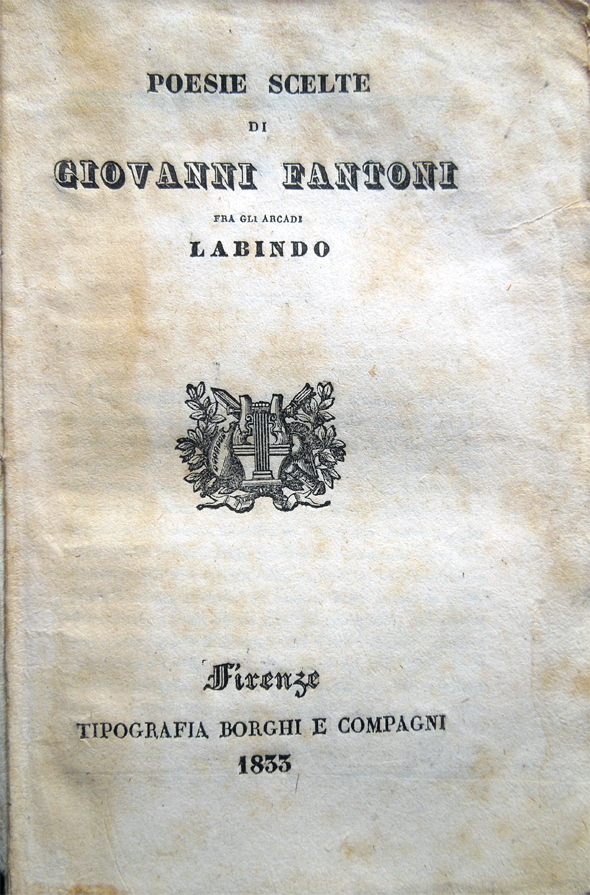 POESIE SCELTE
DI
GIOVANNI FANTONI
FRA GLI ARCADI
LABINDO
Firenze
TIPOGRAFIA BORGHI E COMPAGNI
1833